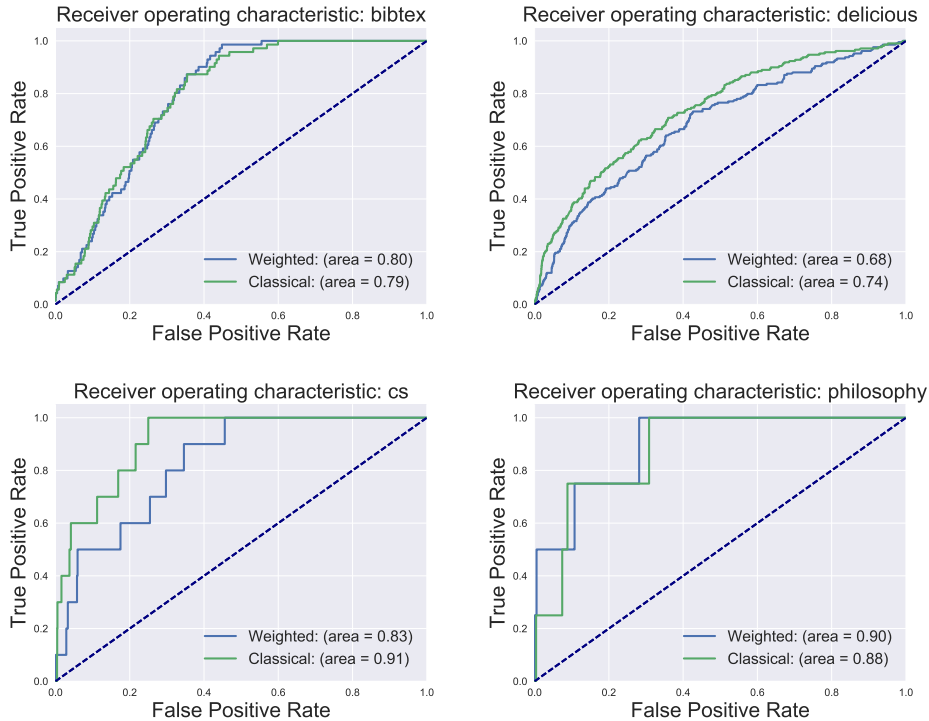 Receiver operating characteristic: bibtex
True Positive Rate
1.0
0.8
0.6
0.4
0.2
0.0
Weighted: (area = 0.80)
Classical: (area = 0.79)
0.0 0.2 0.4 0.6 0.8 1.0
False Positive Rate
Receiver operating characteristic: delicious
True Positive Rate
1.0
0.8
0.6
0.4
0.2
0.0
Weighted: (area = 0.68)
Classical: (area = 0.74)
0.0 0.2 0.4 0.6 0.8 1.0
False Positive Rate
Receiver operating characteristic: cs
True Positive Rate
1.0
0.8
0.6
0.4
0.2
0.0
Weighted: (area = 0.83)
Classical: (area = 0.91)
0.0 0.2 0.4 0.6 0.8 1.0
False Positive Rate
Receiver operating characteristic: philosophy
True Positive Rate
1.0
0.8
0.6
0.4
0.2
0.0
Weighted: (area = 0.90)
Classical: (area = 0.88)
0.0 0.2 0.4 0.6 0.8 1.0
False Positive Rate